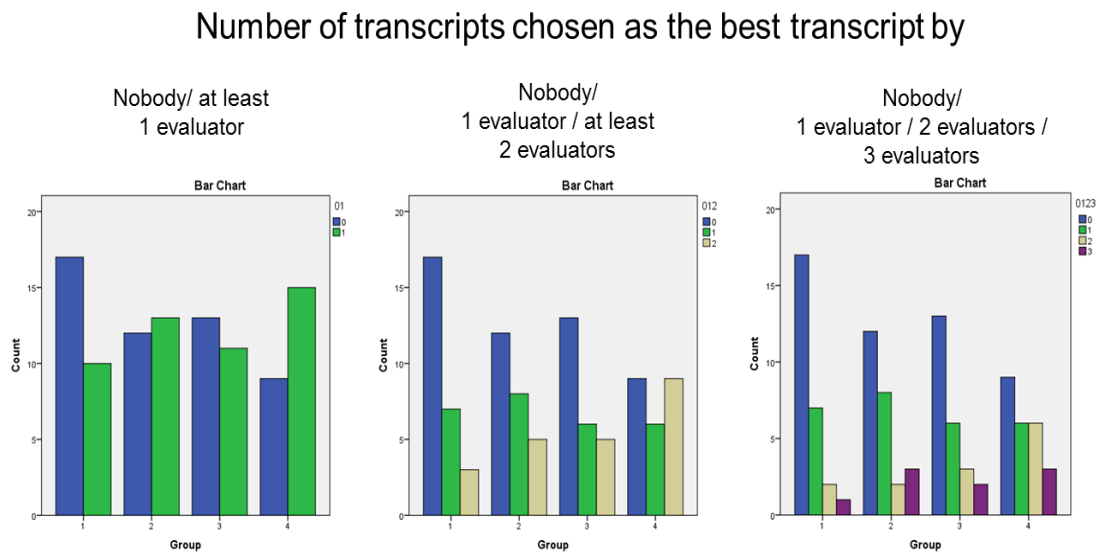 Number of transcripts chosen as the best transcript by
Nobody/ at least
1 evaluator
Nobody/
1 evaluator / at least
2 evaluators
Nobody/
1 evaluator / 2 evaluators /
3 evaluators
Bar Chart
01
0
1
20
15
10
5
0
Count
1 2 3 4
Group
Bar Chart
012
0
1
2
20
15
10
5
0
Count
1 2 3 4
Group
Bar Chart
0123
0
1
2
3
20
15
10
5
0
Count
1 2 3 4
Group